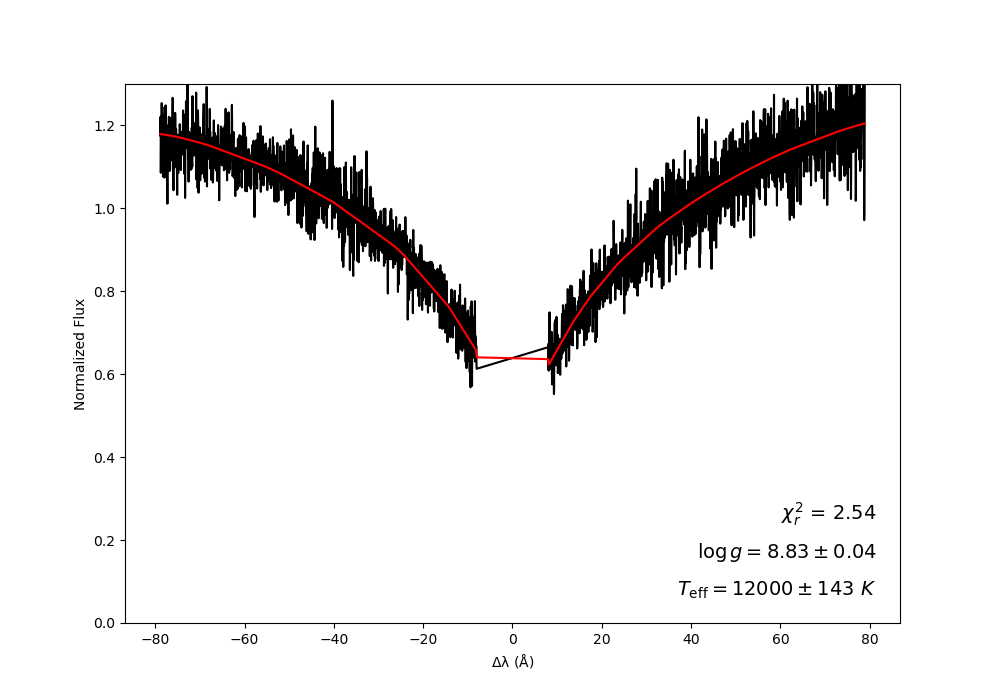 1.2
1.0
0.8
0.6
0.4
0.2
0.0
Normalized Flux
χ²ᵣ = 2.54
log g = 8.83 ± 0.04
T_eff = 12000 ± 143 K
−80 −60 −40 −20 0 20 40 60 80
Δλ (Å)